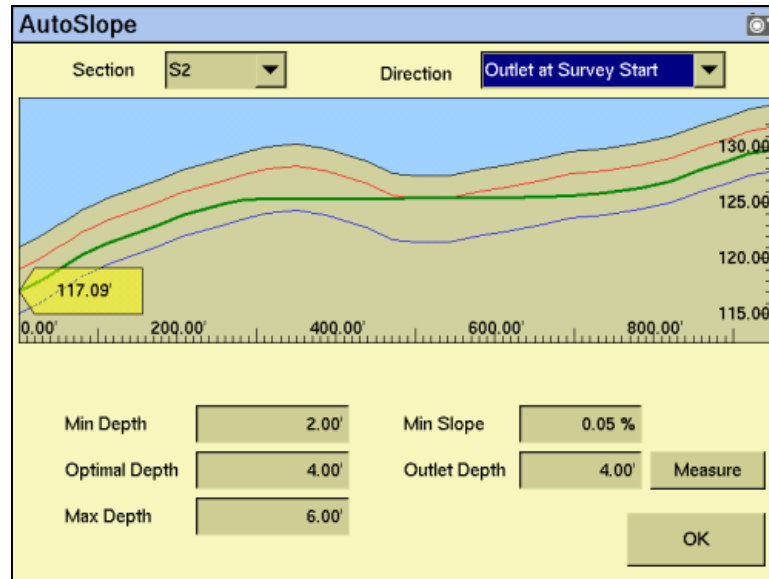 AutoSlope
Section S2 Direction Outlet at Survey Start
130.00
125.00
120.00
117.09'
115.00
0.00' 200.00' 400.00' 600.00' 800.00'
Min Depth 2.00' Min Slope 0.05 %
Optimal Depth 4.00' Outlet Depth 4.00' Measure
Max Depth 6.00'
OK